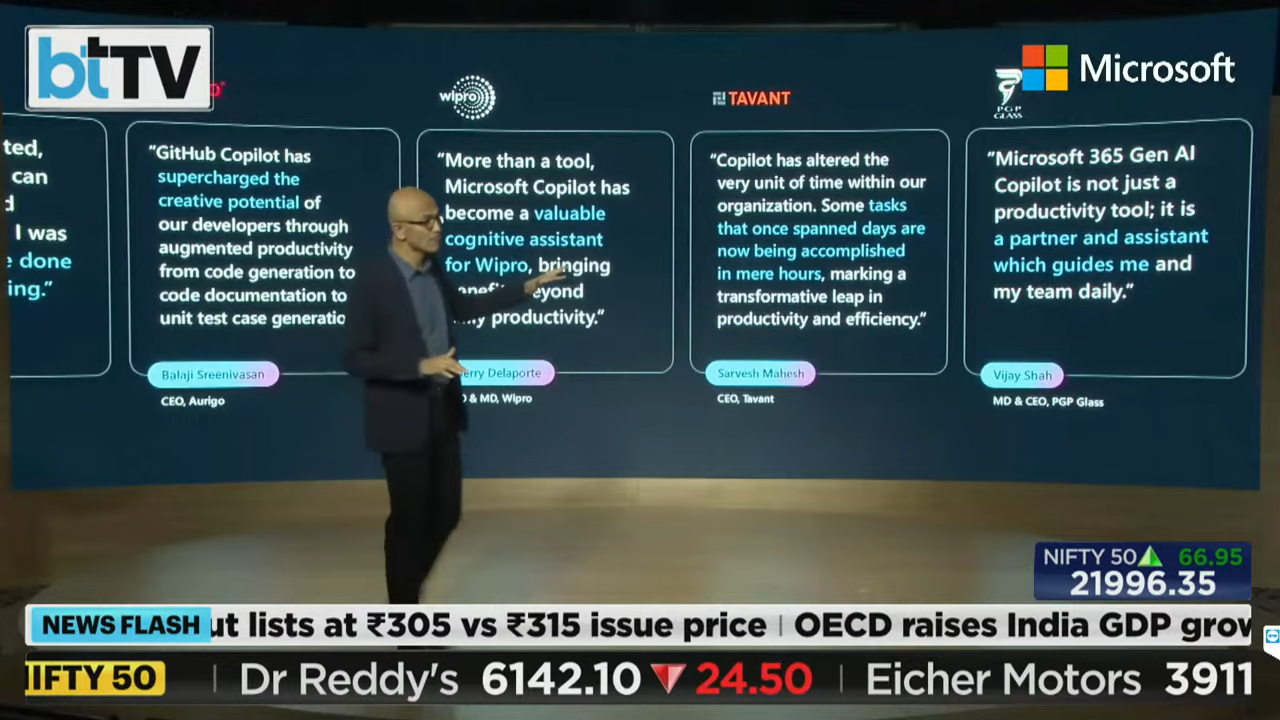 btTV
Microsoft
wipro
TAVANT
PGP
GLASS
ted,
can
d
I was
e done
ing.”
“GitHub Copilot has
supercharged the
creative potential of
our developers through
augmented productivity
from code generation to
code documentation to
unit test case generatio
Balaji Sreenivasan
CEO, Aurigo
“More than a tool,
Microsoft Copilot has
become a valuable
cognitive assistant
for Wipro, bringing
eyond
productivity.”
erry Delaporte
& MD, Wipro
“Copilot has altered the
very unit of time within our
organization. Some tasks
that once spanned days are
now being accomplished
in mere hours, marking a
transformative leap in
productivity and efficiency.”
Sarvesh Mahesh
CEO, Tavant
“Microsoft 365 Gen AI
Copilot is not just a
productivity tool; it is
a partner and assistant
which guides me and
my team daily.”
Vijay Shah
MD & CEO, PGP Glass
NIFTY 50 66.95
21996.35
NEWS FLASH ut lists at ₹305 vs ₹315 issue price | OECD raises India GDP grow
NIFTY 50 | Dr Reddy's 6142.10 24.50 | Eicher Motors 3911